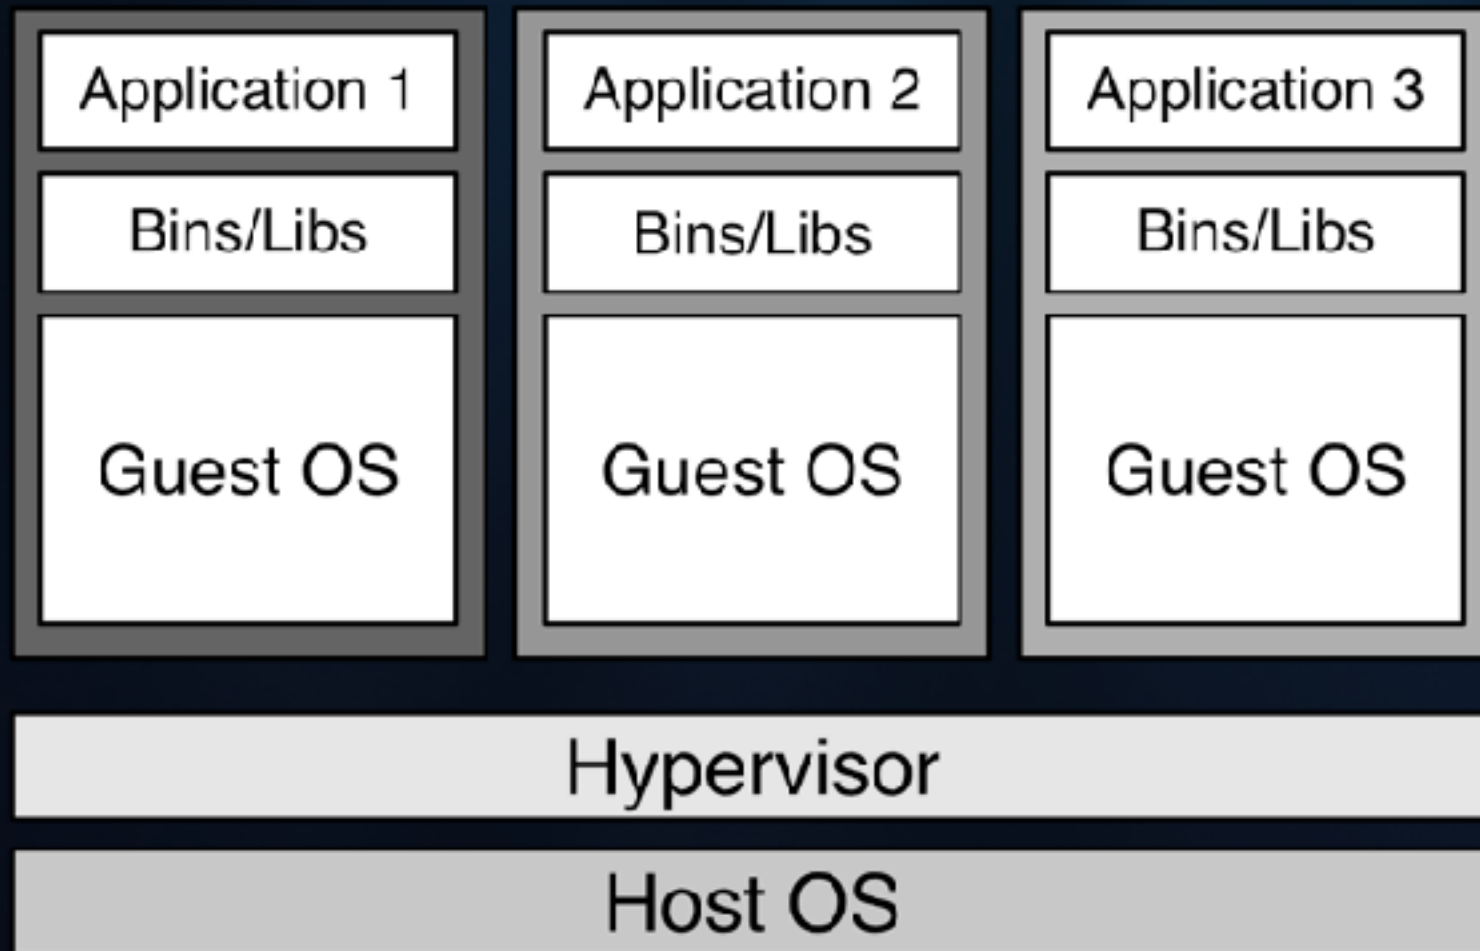 Application 1
Application 2
Application 3
Bins/Libs
Bins/Libs
Bins/Libs
Guest OS
Guest OS
Guest OS
Hypervisor
Host OS